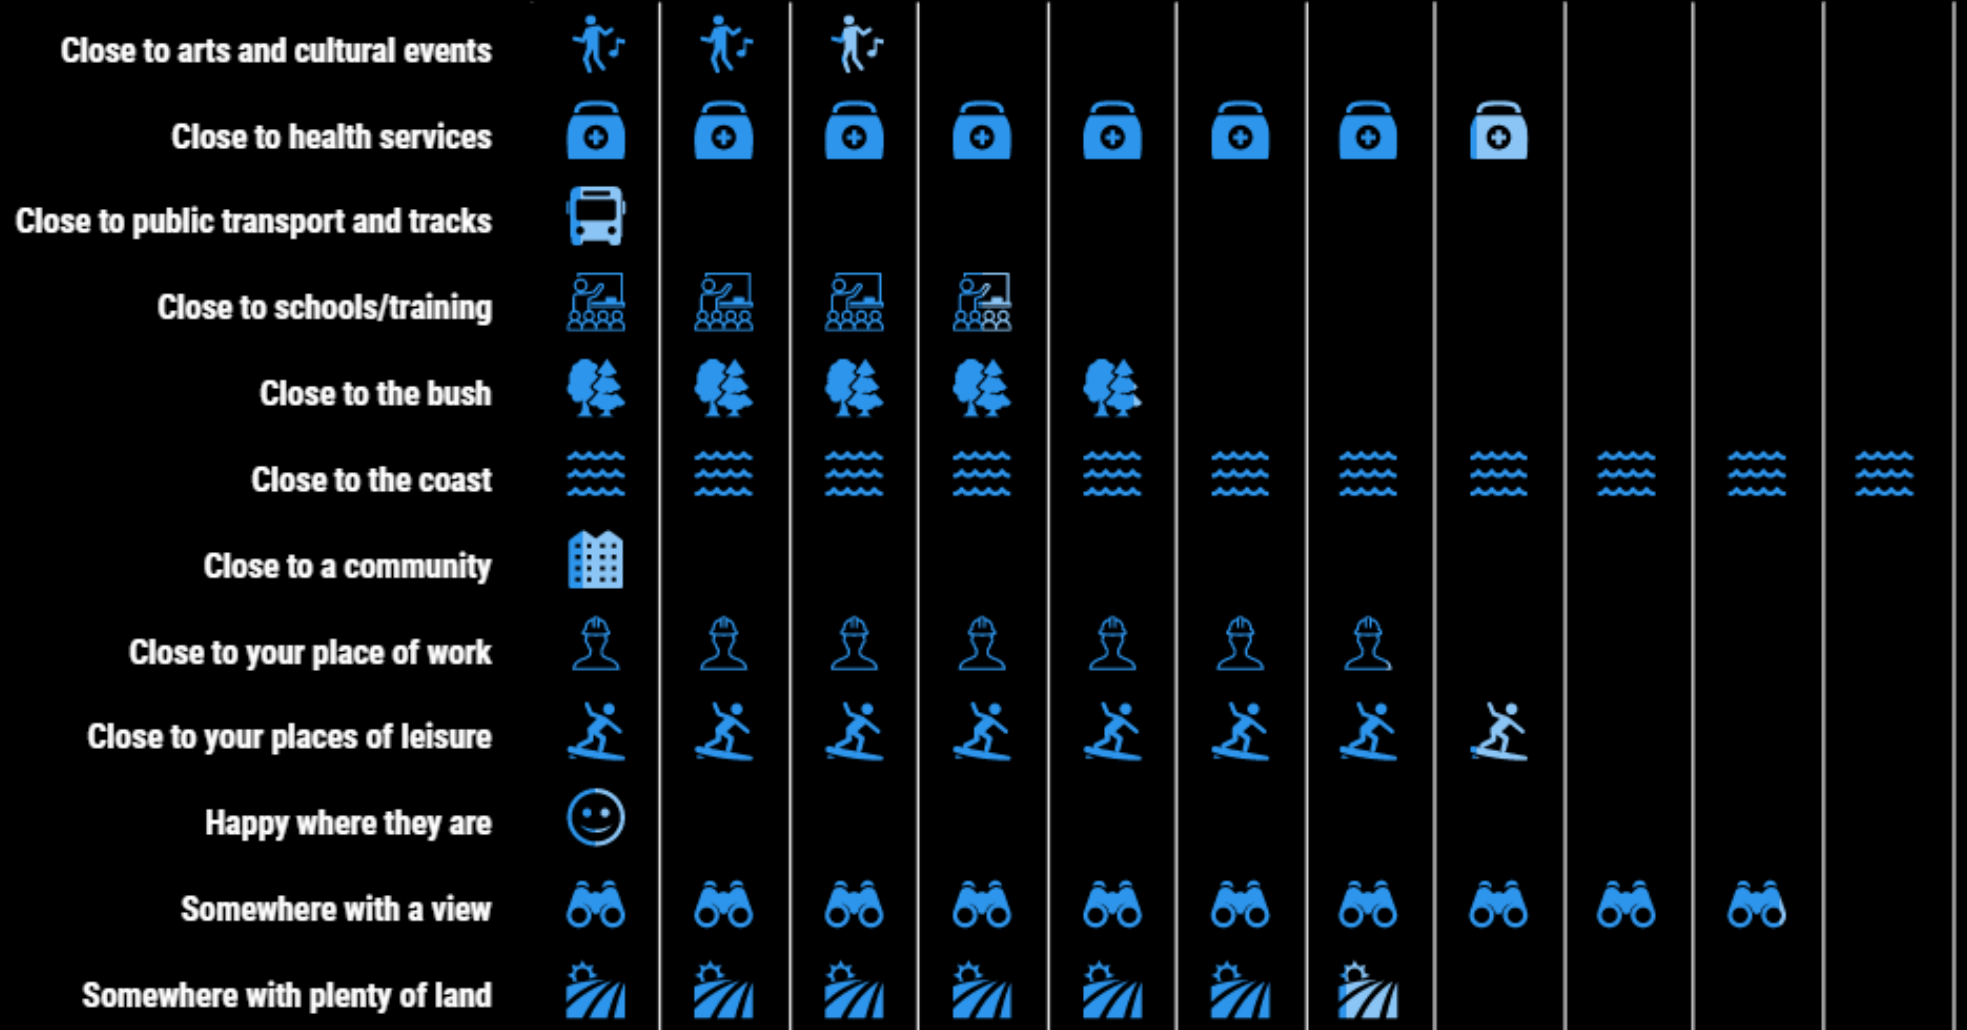 Close to arts and cultural events
Close to health services
Close to public transport and tracks
Close to schools/training
Close to the bush
Close to the coast
Close to a community
Close to your place of work
Close to your places of leisure
Happy where they are
Somewhere with a view
Somewhere with plenty of land